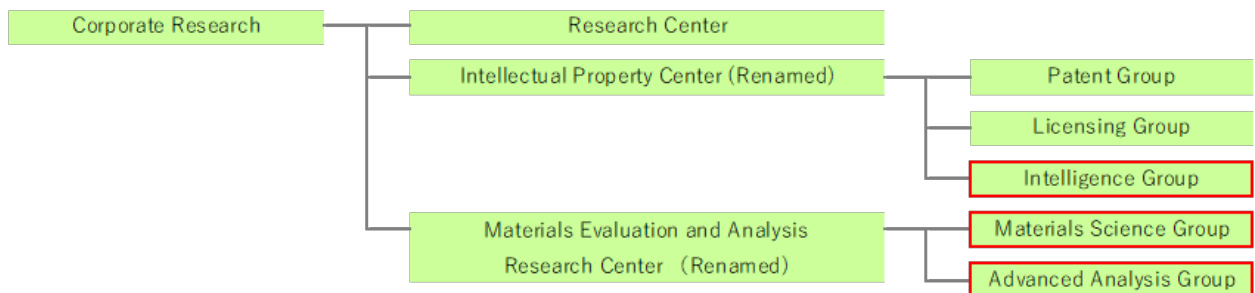 Corporate Research
Research Center
Intellectual Property Center (Renamed)
Patent Group
Licensing Group
Intelligence Group
Materials Evaluation and Analysis
Research Center （Renamed）
Materials Science Group
Advanced Analysis Group